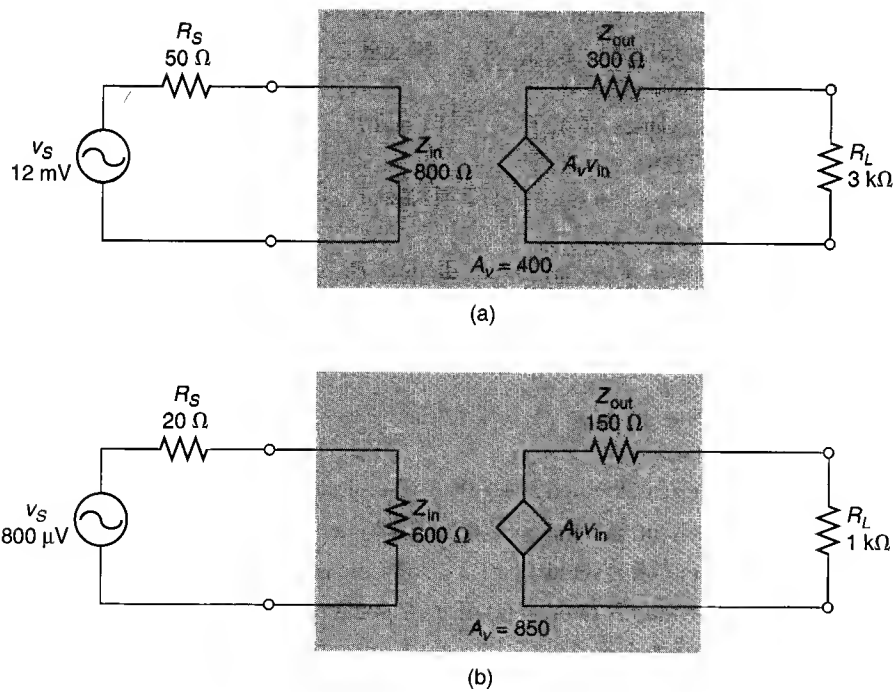 R_S
50 Ω
Z_out
300 Ω
v_S
12 mV
Z_in
800 Ω
A_v v_in
R_L
3 kΩ
A_v = 400
(a)
R_S
20 Ω
Z_out
150 Ω
v_S
800 µV
Z_in
600 Ω
A_v v_in
R_L
1 kΩ
A_v = 850
(b)